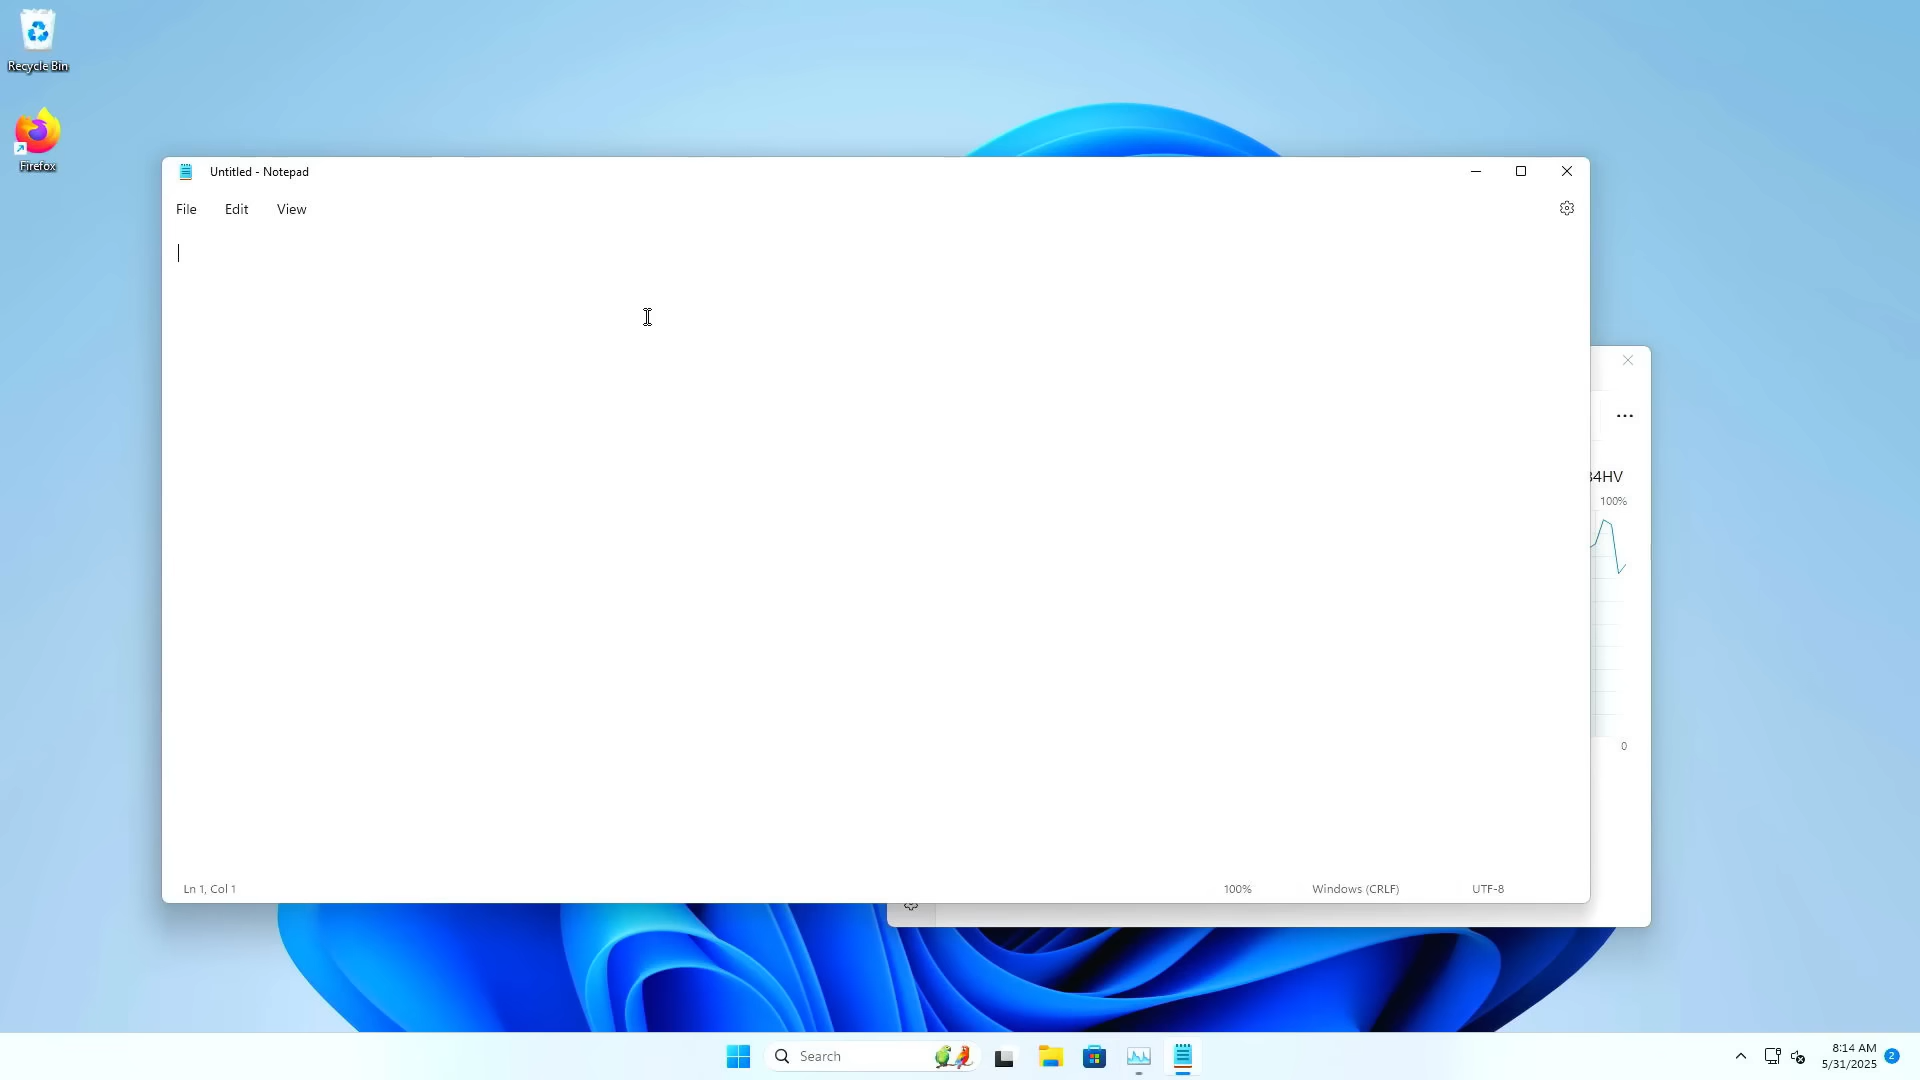 Recycle Bin
Firefox
Untitled - Notepad
File Edit View
34HV
100%
0
Ln 1, Col 1
100%
Windows (CRLF)
UTF-8
Search
8:14 AM
5/31/2025
2